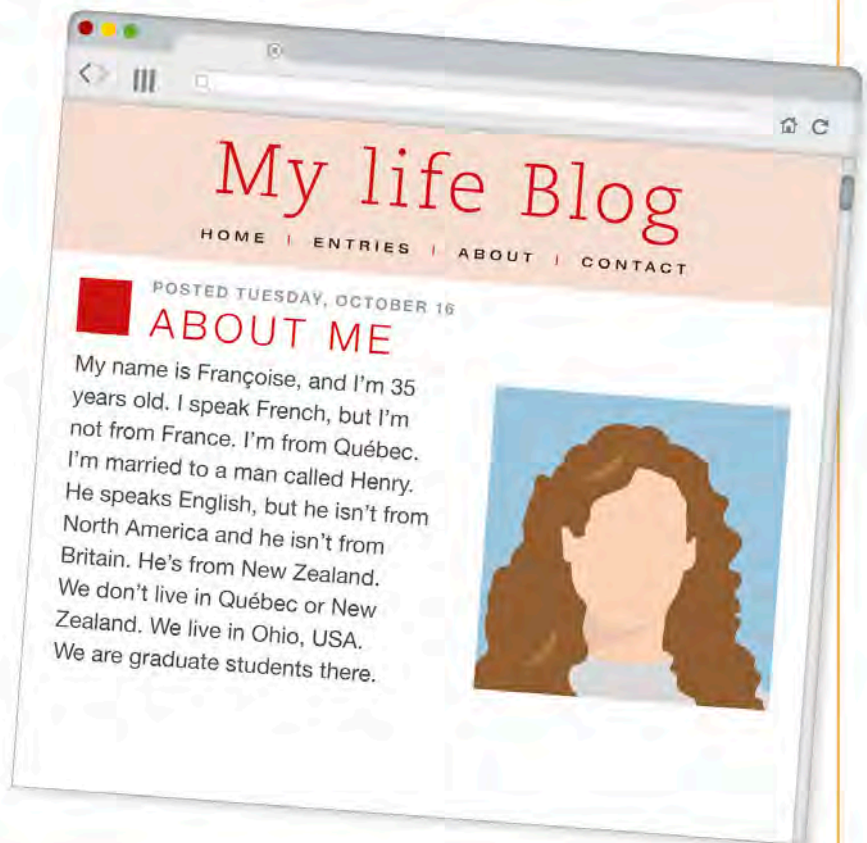 My life Blog
HOME | ENTRIES | ABOUT | CONTACT
POSTED TUESDAY, OCTOBER 16
ABOUT ME
My name is Françoise, and I'm 35
years old. I speak French, but I'm
not from France. I'm from Québec.
I'm married to a man called Henry.
He speaks English, but he isn't from
North America and he isn't from
Britain. He's from New Zealand.
We don't live in Québec or New
Zealand. We live in Ohio, USA.
We are graduate students there.